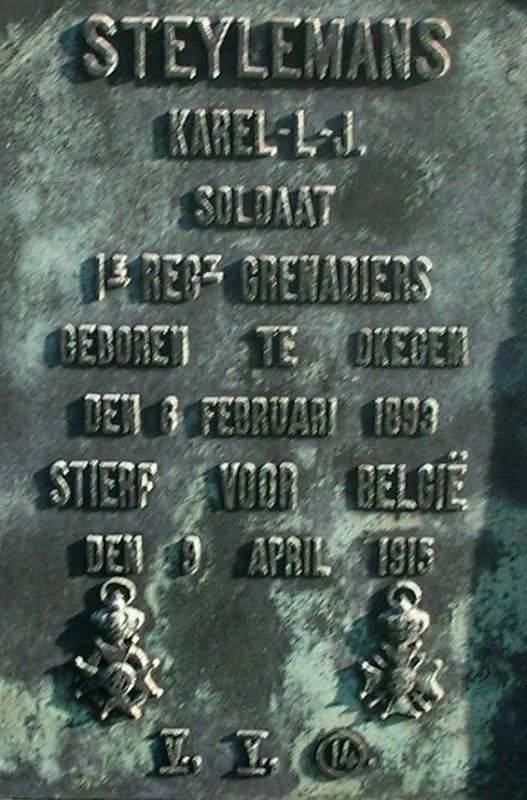 STEYLEMANS
KAREL-L-J.
SOLDAAT
1E REGT GRENADIERS
GEBOREN TE OKEGEM
DEN 6 FEBRUARI 1893
STIERF VOOR BELGIË
DEN 9 APRIL 1915
V., I., 14.